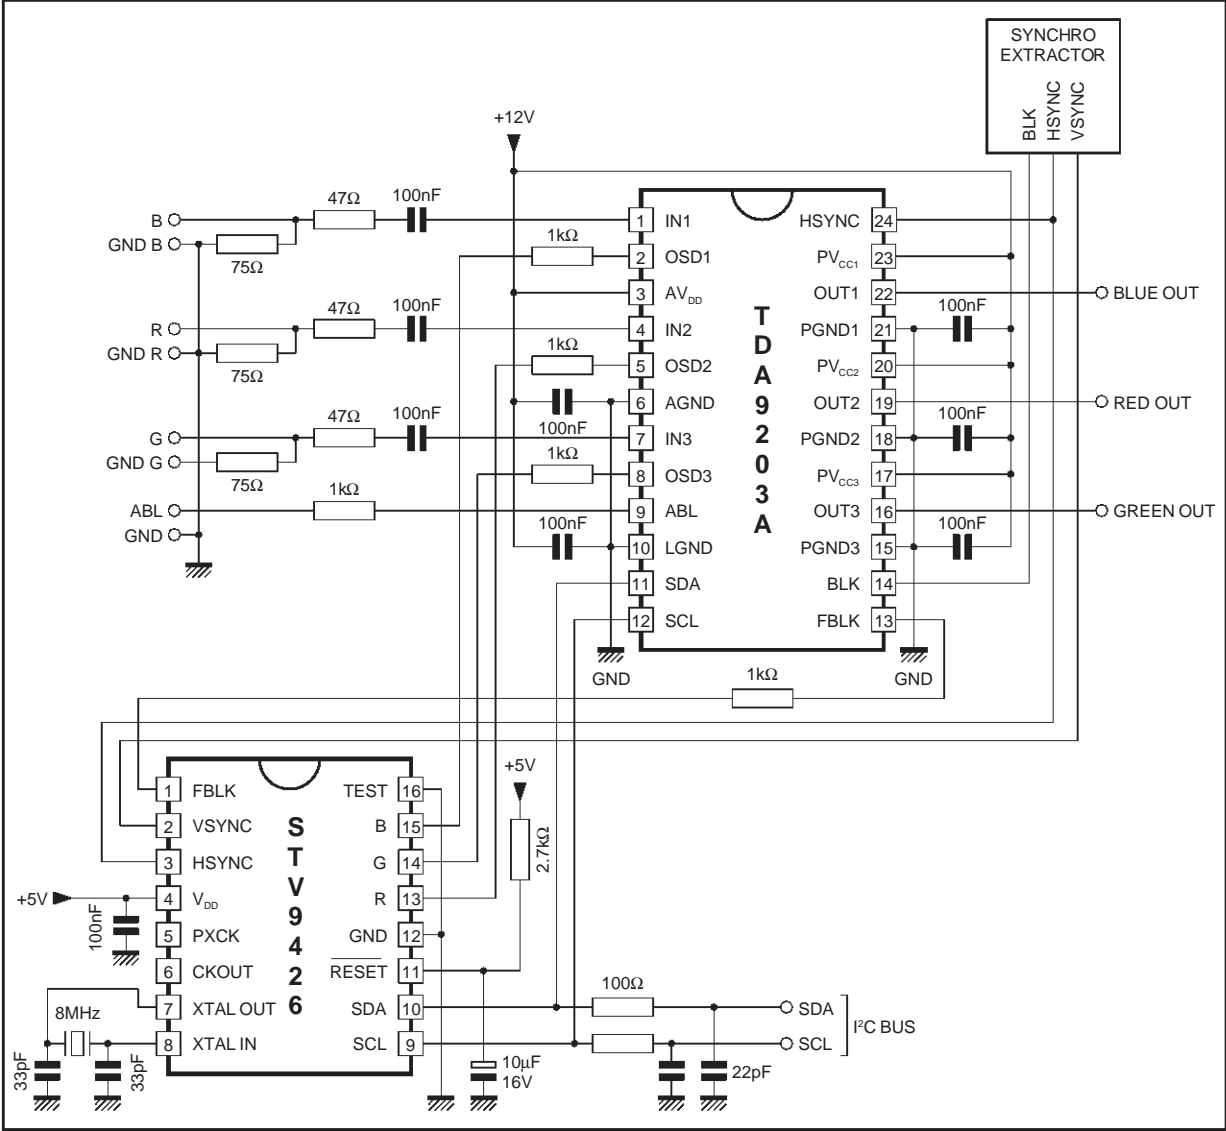 SYNCHRO
EXTRACTOR
BLK
HSYNC
VSYNC
+12V
B
GND B
47Ω
100nF
75Ω
R
GND R
47Ω
100nF
75Ω
G
GND G
47Ω
100nF
75Ω
ABL
GND
1kΩ
1kΩ
1kΩ
100nF
1kΩ
100nF
1 IN1
2 OSD1
3 AVDD
4 IN2
5 OSD2
6 AGND
7 IN3
8 OSD3
9 ABL
10 LGND
11 SDA
12 SCL
TDA9203A
HSYNC 24
PVCC1 23
OUT1 22
PGND1 21
PVCC2 20
OUT2 19
PGND2 18
PVCC3 17
OUT3 16
PGND3 15
BLK 14
FBLK 13
100nF
100nF
100nF
BLUE OUT
RED OUT
GREEN OUT
GND
GND
1kΩ
1 FBLK
2 VSYNC
3 HSYNC
4 VDD
5 PXCK
6 CKOUT
7 XTAL OUT
8 XTAL IN
STV9426
TEST 16
B 15
G 14
R 13
GND 12
RESET 11
SDA 10
SCL 9
+5V
100nF
8MHz
33pF
33pF
+5V
2.7kΩ
10µF
16V
100Ω
22pF
SDA
SCL
I²C BUS